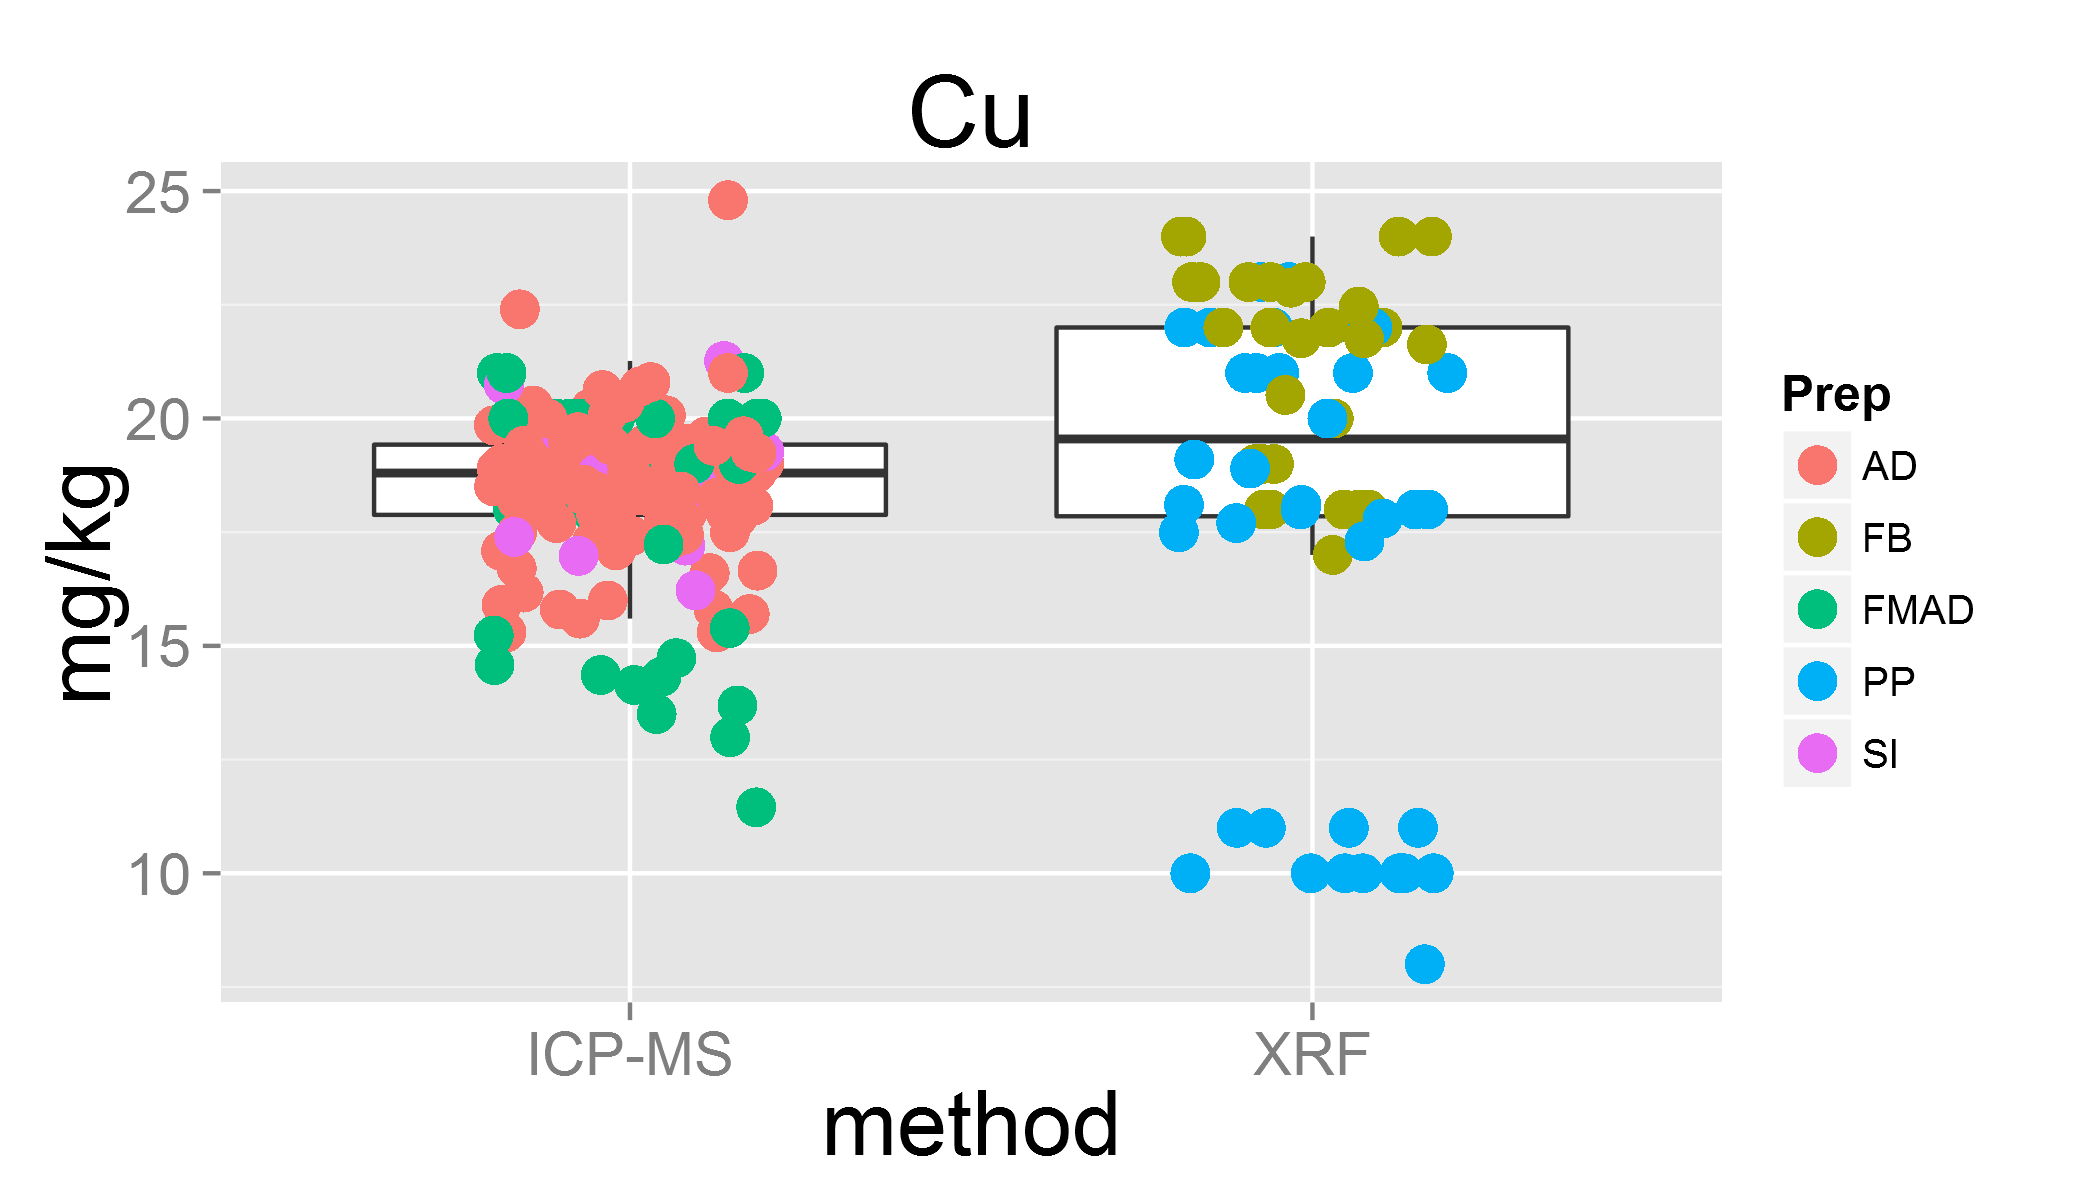 Cu
mg/kg
25
20
15
10
ICP-MS
XRF
method
Prep
AD
FB
FMAD
PP
SI